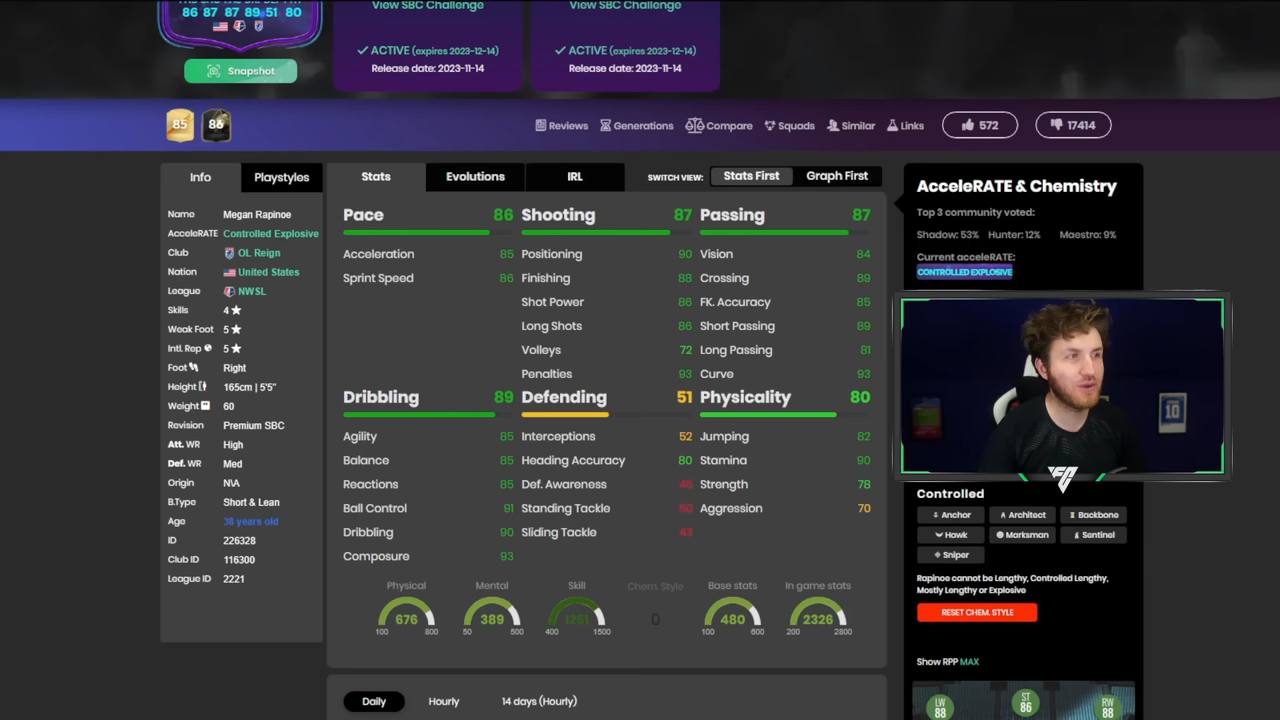 86 87 87 89 51 80
Snapshot
View SBC Challenge
ACTIVE (expires 2023-12-14)
Release date: 2023-11-14
View SBC Challenge
ACTIVE (expires 2023-12-14)
Release date: 2023-11-14
85
86
Reviews
Generations
Compare
Squads
Similar
Links
572
17414
Info
Playstyles
Name Megan Rapinoe
AcceleRATE Controlled Explosive
Club OL Reign
Nation United States
League NWSL
Skills 4
Weak Foot 5
Intl. Rep 5
Foot Right
Height 165cm | 5'5"
Weight 60
Revision Premium SBC
Att. WR High
Def. WR Med
Origin N\A
B.Type Short & Lean
Age 38 years old
ID 226328
Club ID 116300
League ID 2221
Stats
Evolutions
IRL
SWITCH VIEW:
Stats First
Graph First
Pace 86
Acceleration 85
Sprint Speed 86
Shooting 87
Positioning 90
Finishing 88
Shot Power 86
Long Shots 86
Volleys 72
Penalties 93
Passing 87
Vision 84
Crossing 89
FK. Accuracy 85
Short Passing 89
Long Passing 81
Curve 93
Dribbling 89
Agility 85
Balance 85
Reactions 85
Ball Control 91
Dribbling 90
Composure 93
Defending 51
Interceptions 52
Heading Accuracy 80
Def. Awareness 46
Standing Tackle 50
Sliding Tackle 43
Physicality 80
Jumping 82
Stamina 90
Strength 78
Aggression 70
Physical
676
100 800
Mental
389
50 500
Skill
1261
400 1500
Chem. Style
0
Base stats
480
100 600
In game stats
2326
200 2800
Daily
Hourly
14 days (Hourly)
AcceleRATE & Chemistry
Top 3 community voted:
Shadow: 53% Hunter: 12% Maestro: 9%
Current acceleRATE:
CONTROLLED EXPLOSIVE
10
FC
Controlled
Anchor
Architect
Backbone
Hawk
Marksman
Sentinel
Sniper
Rapinoe cannot be Lengthy, Controlled Lengthy,
Mostly Lengthy or Explosive
RESET CHEM. STYLE
Show RPP MAX
LW
88
ST
86
RW
88